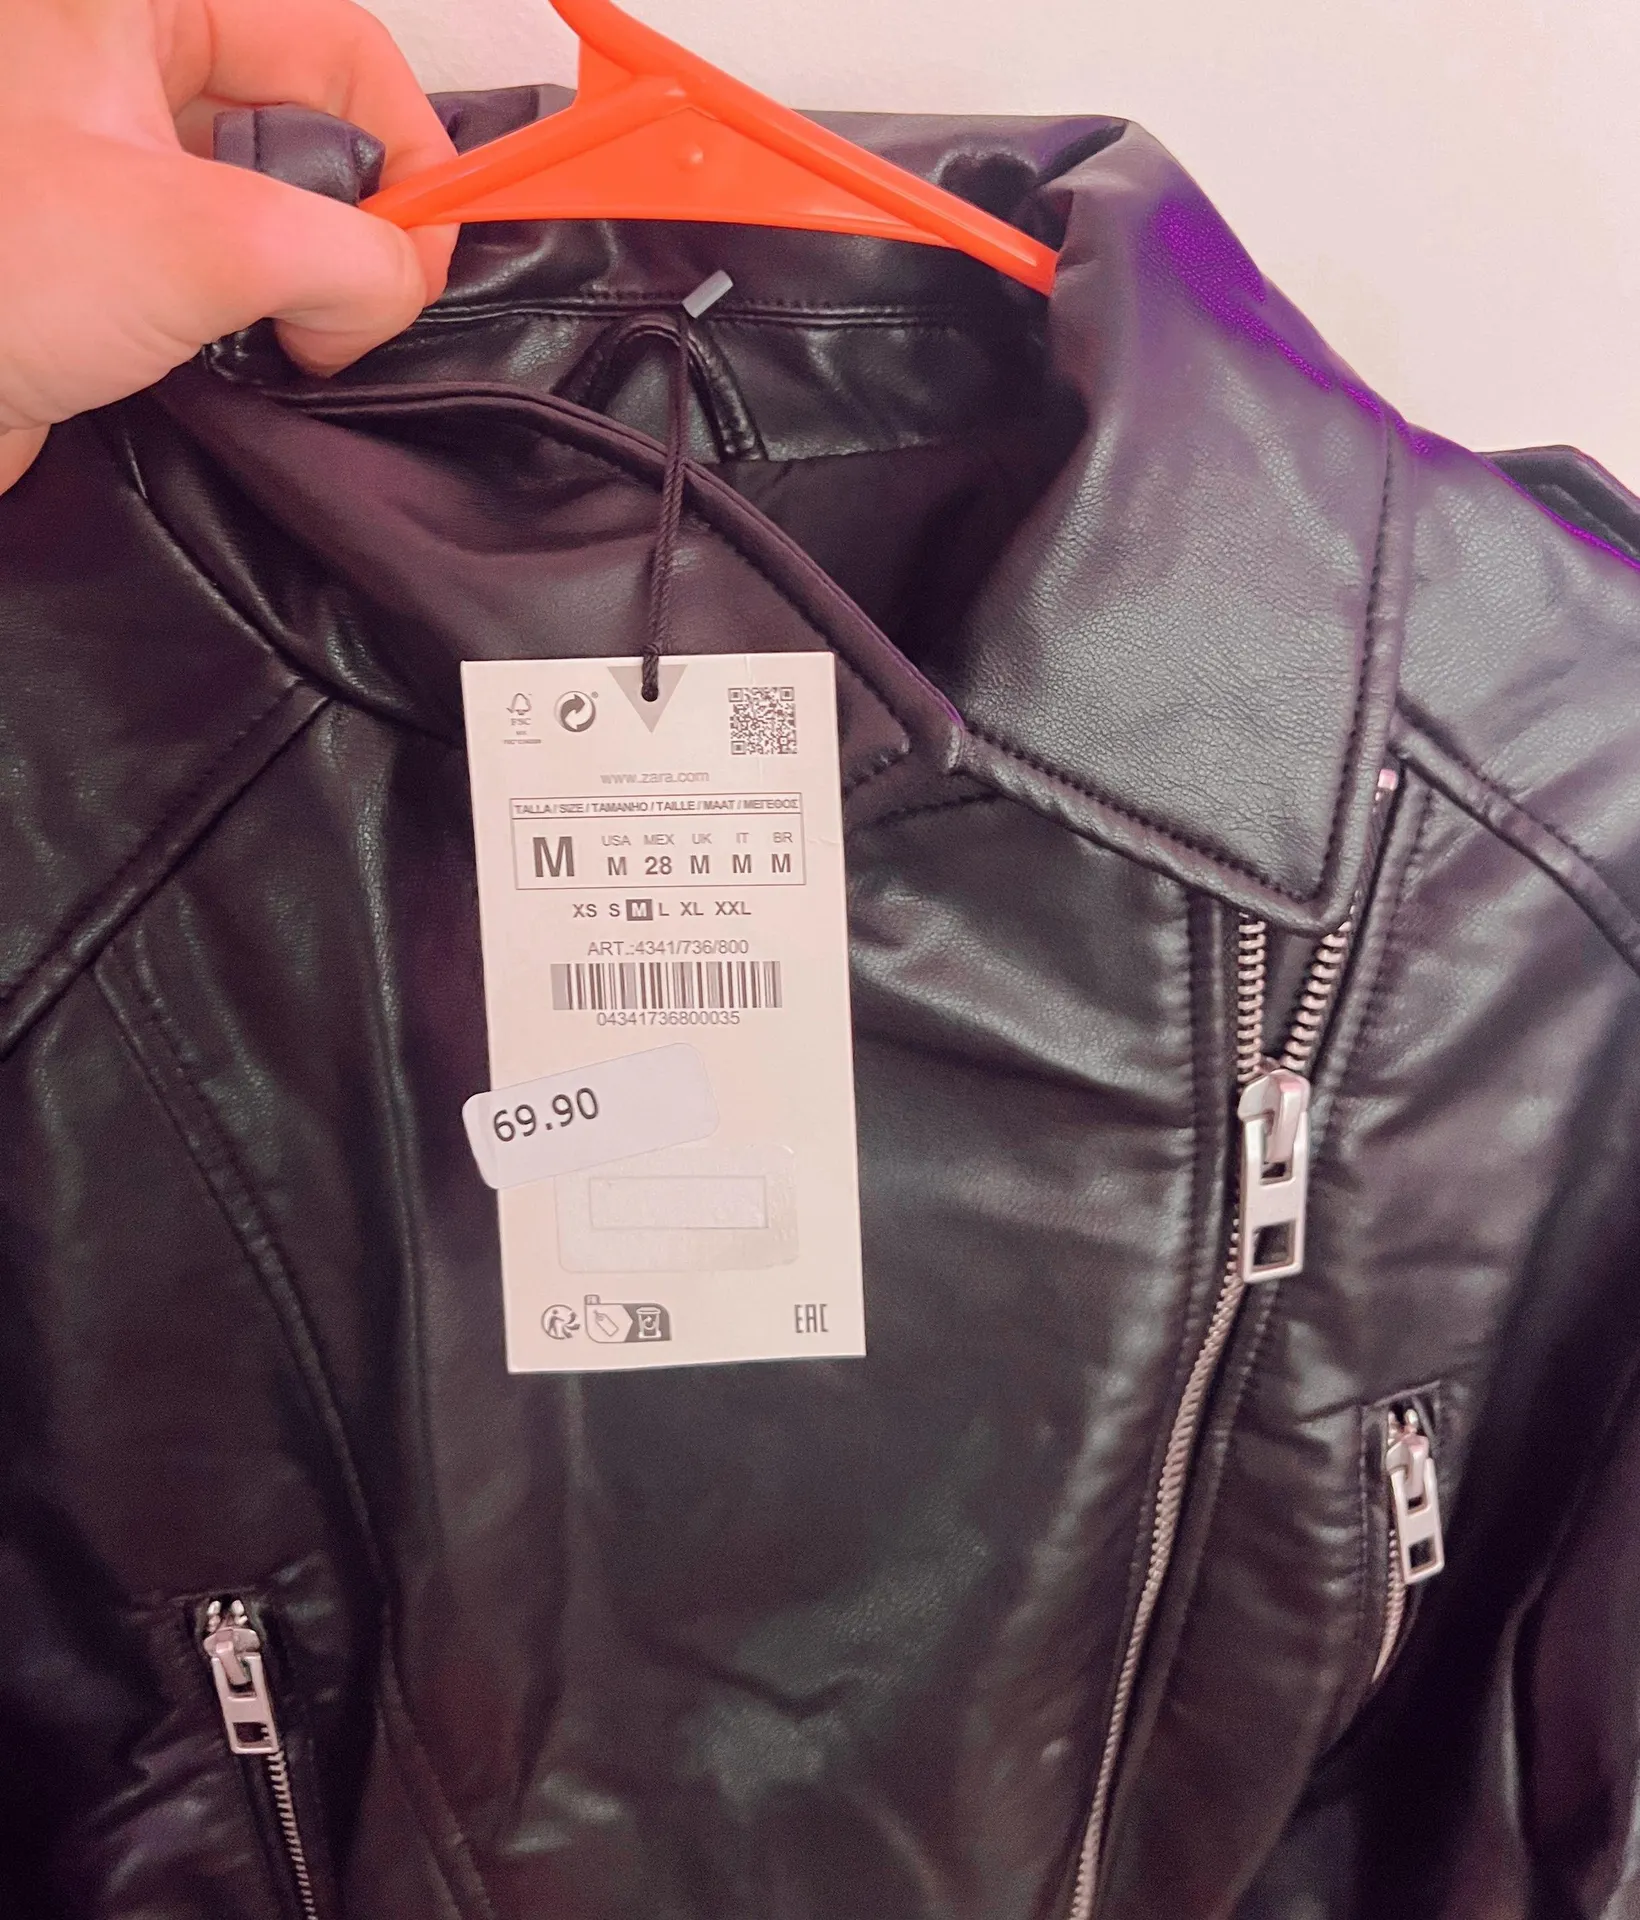 FSC
www.zara.com
TALLA / SIZE / TAMANHO / TAILLE / MAAT / ΜΕΓΕΘΟΣ
M
USA MEX UK IT BR
M 28 M M M
XS S M L XL XXL
ART.:4341/736/800
04341736800035
69.90
FR
EAC